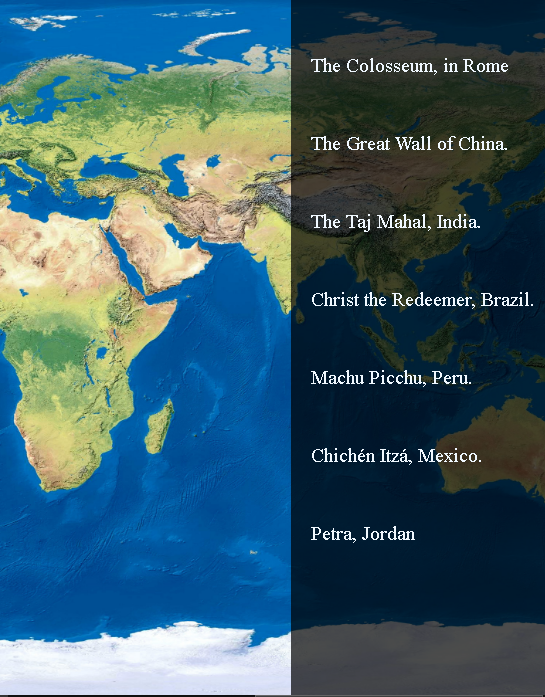 The Colosseum, in Rome
The Great Wall of China.
The Taj Mahal, India.
Christ the Redeemer, Brazil.
Machu Picchu, Peru.
Chichén Itzá, Mexico.
Petra, Jordan